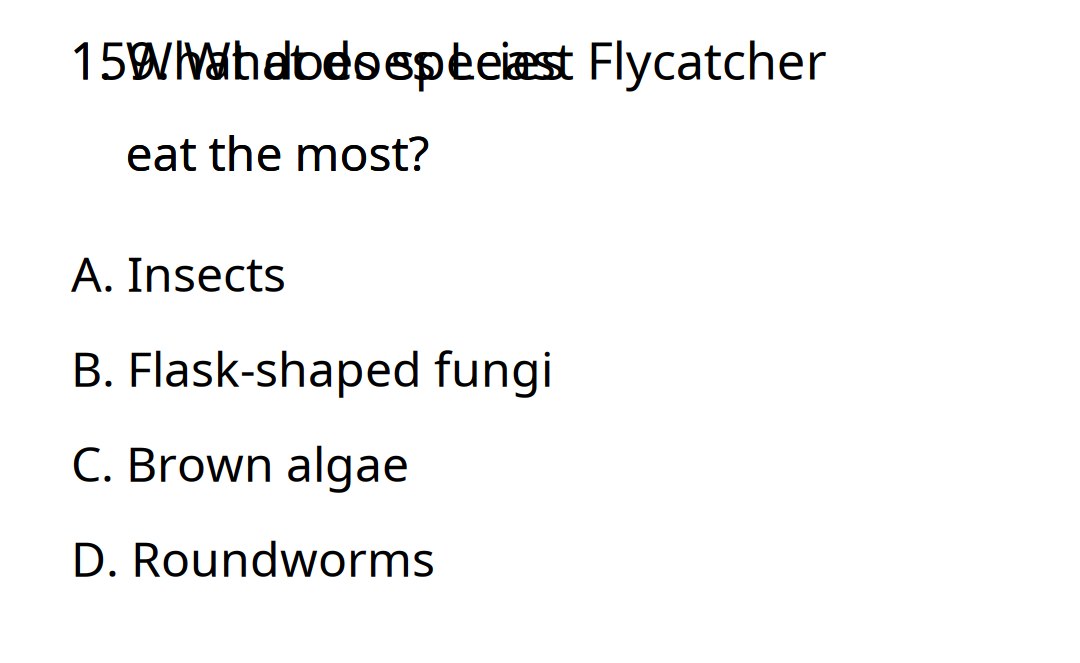 159. What does Least Flycatcher
eat the most?
A. Insects
B. Flask-shaped fungi
C. Brown algae
D. Roundworms